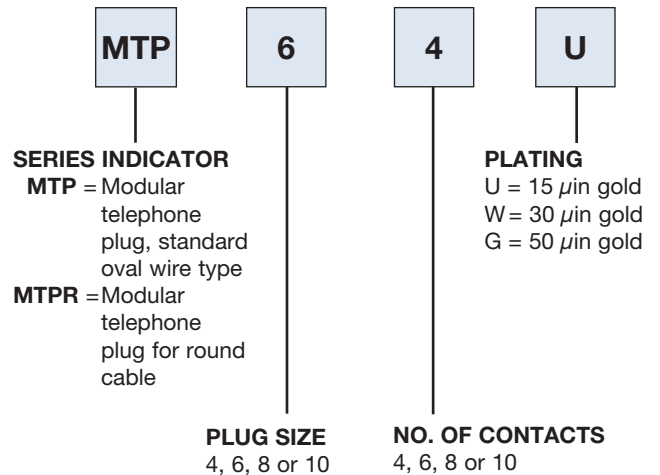 MTP 6 4 U
SERIES INDICATOR
MTP = Modular
telephone
plug, standard
oval wire type
MTPR = Modular
telephone
plug for round
cable
PLATING
U = 15 µin gold
W = 30 µin gold
G = 50 µin gold
PLUG SIZE
4, 6, 8 or 10
NO. OF CONTACTS
4, 6, 8 or 10